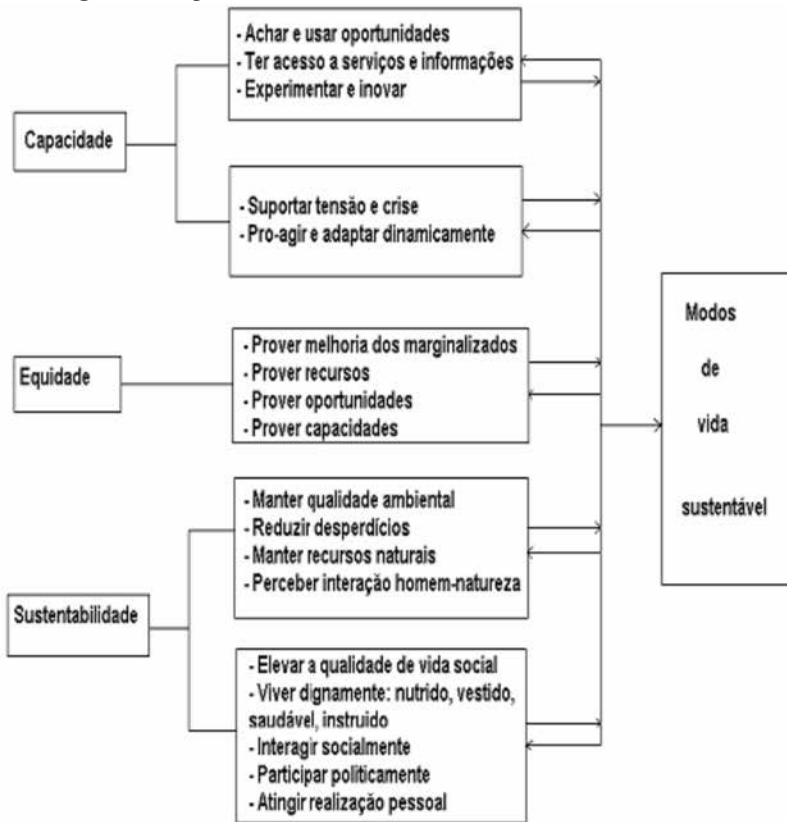 - Achar e usar oportunidades
- Ter acesso a serviços e informações
- Experimentar e inovar
Capacidade
- Suportar tensão e crise
- Pro-agir e adaptar dinamicamente
Equidade
- Prover melhoria dos marginalizados
- Prover recursos
- Prover oportunidades
- Prover capacidades
Modos
de
vida
sustentável
- Manter qualidade ambiental
- Reduzir desperdícios
- Manter recursos naturais
- Perceber interação homem-natureza
Sustentabilidade
- Elevar a qualidade de vida social
- Viver dignamente: nutrido, vestido,
saudável, instruido
- Interagir socialmente
- Participar politicamente
- Atingir realização pessoal